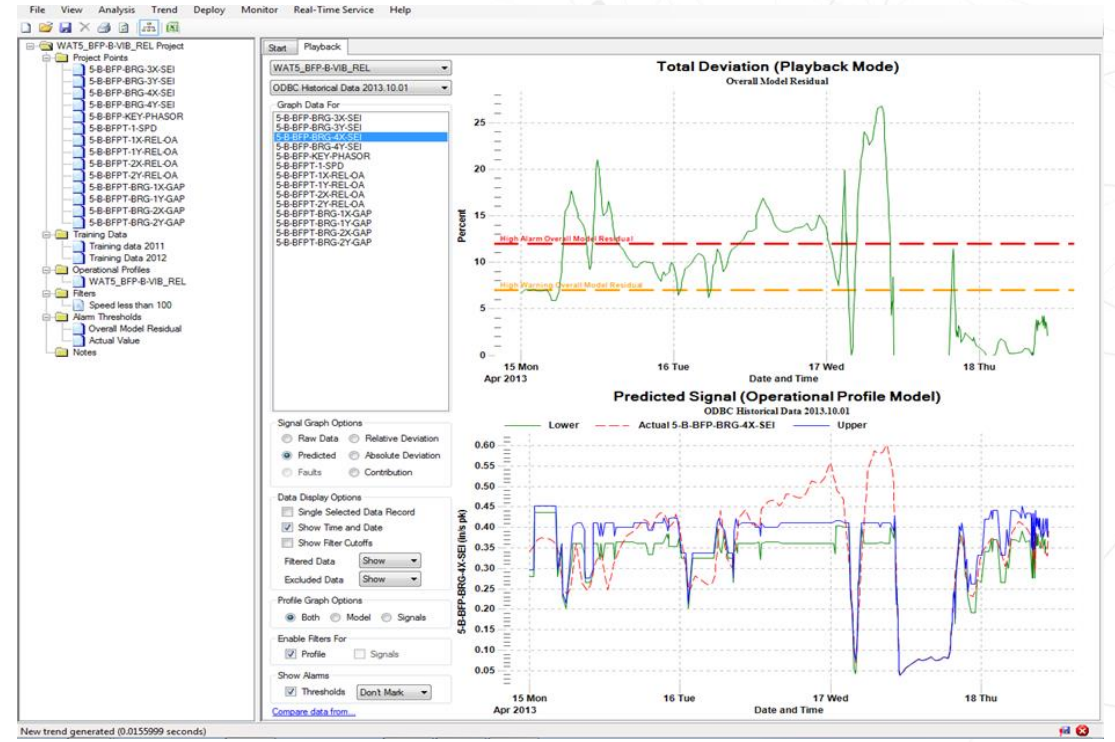 File View Analysis Trend Deploy Monitor Real-Time Service Help
WAT5_BFP-B-VIB_REL Project
Project Points
5-B-BFP-BRG-3X-SEI
5-B-BFP-BRG-3Y-SEI
5-B-BFP-BRG-4X-SEI
5-B-BFP-BRG-4Y-SEI
5-B-BFP-KEY-PHASOR
5-B-BFPT-1-SPD
5-B-BFPT-1X-REL-OA
5-B-BFPT-1Y-REL-OA
5-B-BFPT-2X-REL-OA
5-B-BFPT-2Y-REL-OA
5-B-BFPT-BRG-1X-GAP
5-B-BFPT-BRG-1Y-GAP
5-B-BFPT-BRG-2X-GAP
5-B-BFPT-BRG-2Y-GAP
Training Data
Training data 2011
Training Data 2012
Operational Profiles
WAT5_BFP-B-VIB_REL
Filters
Speed less than 100
Alarm Thresholds
Overall Model Residual
Actual Value
Notes
Start Playback
WAT5_BFP-B-VIB_REL
ODBC Historical Data 2013.10.01
Graph Data For
5-B-BFP-BRG-3X-SEI
5-B-BFP-BRG-3Y-SEI
5-B-BFP-BRG-4X-SEI
5-B-BFP-BRG-4Y-SEI
5-B-BFP-KEY-PHASOR
5-B-BFPT-1-SPD
5-B-BFPT-1X-REL-OA
5-B-BFPT-1Y-REL-OA
5-B-BFPT-2X-REL-OA
5-B-BFPT-2Y-REL-OA
5-B-BFPT-BRG-1X-GAP
5-B-BFPT-BRG-1Y-GAP
5-B-BFPT-BRG-2X-GAP
5-B-BFPT-BRG-2Y-GAP
Signal Graph Options
Raw Data Relative Deviation
Predicted Absolute Deviation
Faults Contribution
Data Display Options
Single Selected Data Record
Show Time and Date
Show Filter Cutoffs
Filtered Data Show
Excluded Data Show
Profile Graph Options
Both Model Signals
Enable Filters For
Profile Signals
Show Alarms
Thresholds Don't Mark
Compare data from...
Total Deviation (Playback Mode)
Overall Model Residual
25
20
15
10
5
0
Percent
High Alarm Overall Model Residual
High Warning Overall Model Residual
15 Mon 16 Tue 17 Wed 18 Thu
Apr 2013 Date and Time
Predicted Signal (Operational Profile Model)
ODBC Historical Data 2013.10.01
Lower Actual 5-B-BFP-BRG-4X-SEI Upper
0.60
0.55
0.50
0.45
0.40
0.35
0.30
0.25
0.20
0.15
0.10
0.05
5-B-BFP-BRG-4X-SEI (in/s pk)
15 Mon 16 Tue 17 Wed 18 Thu
Apr 2013 Date and Time
New trend generated (0.0155999 seconds)